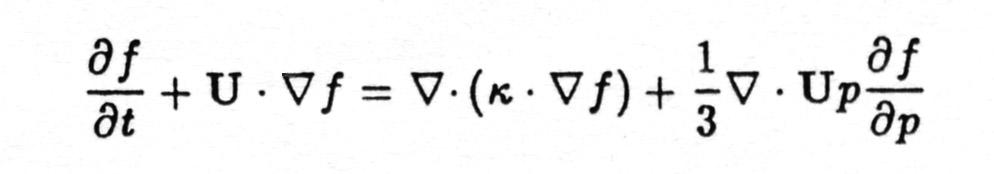 ∂f/∂t + U · ∇f = ∇·(κ · ∇f) + 1/3 ∇ · Up ∂f/∂p